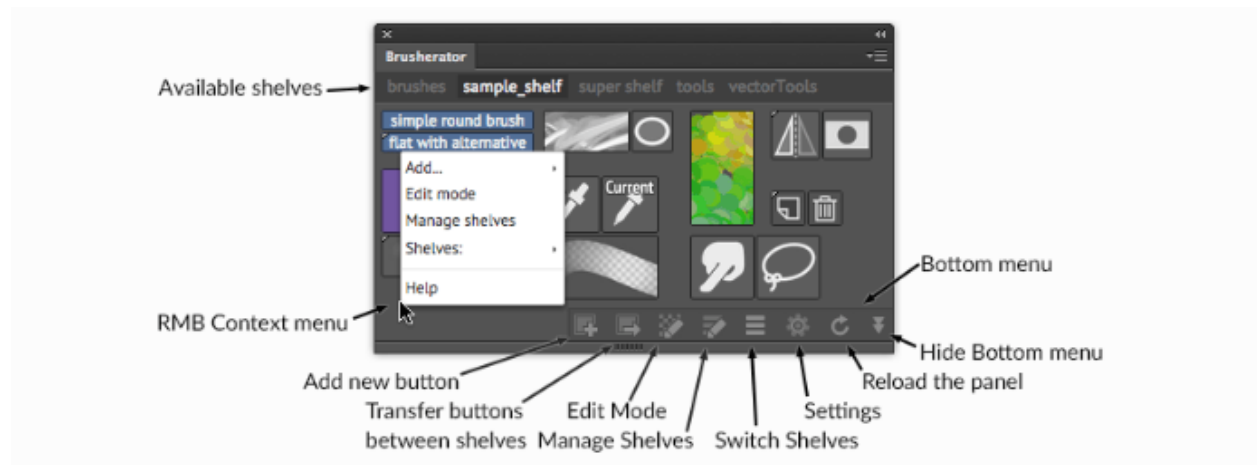 Brusherator
Available shelves
brushes sample_shelf super shelf tools vectorTools
simple round brush
flat with alternative
Add...
Edit mode
Manage shelves
Shelves:
Help
Current
Bottom menu
RMB Context menu
Hide Bottom menu
Add new button
Reload the panel
Transfer buttons
between shelves
Edit Mode
Manage Shelves
Settings
Switch Shelves